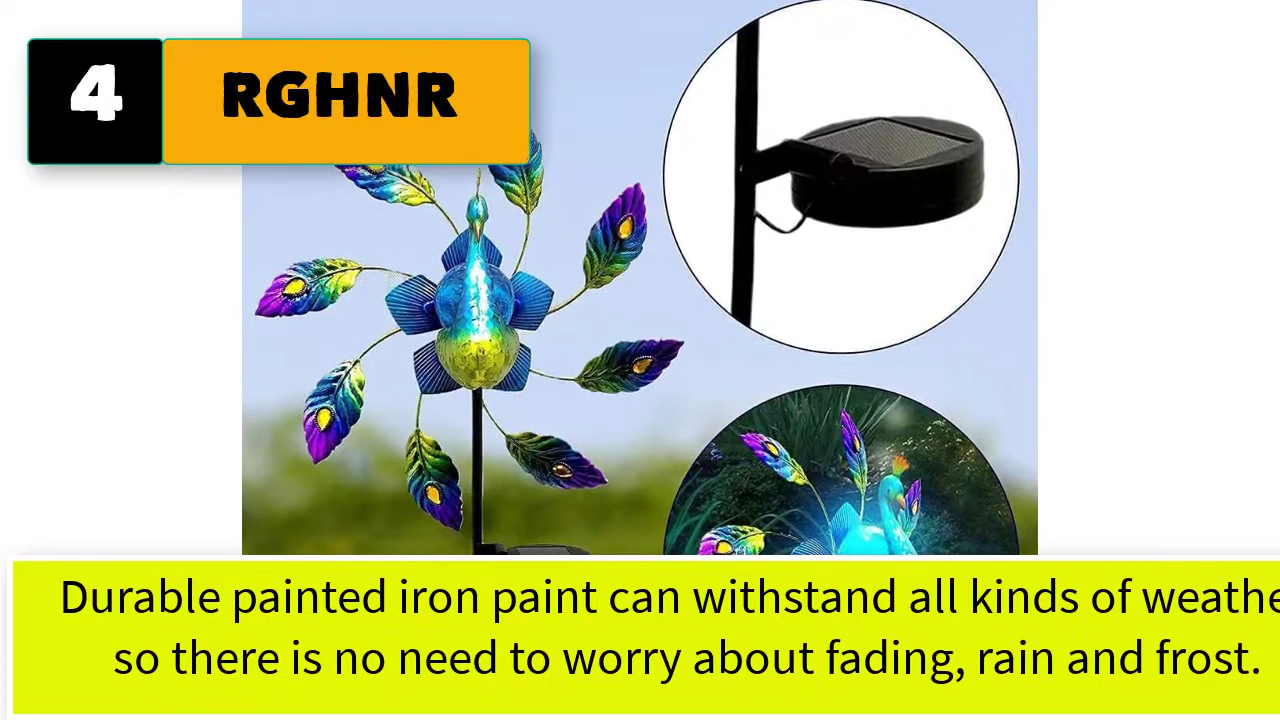 4
RGHNR
Durable painted iron paint can withstand all kinds of weathe
so there is no need to worry about fading, rain and frost.